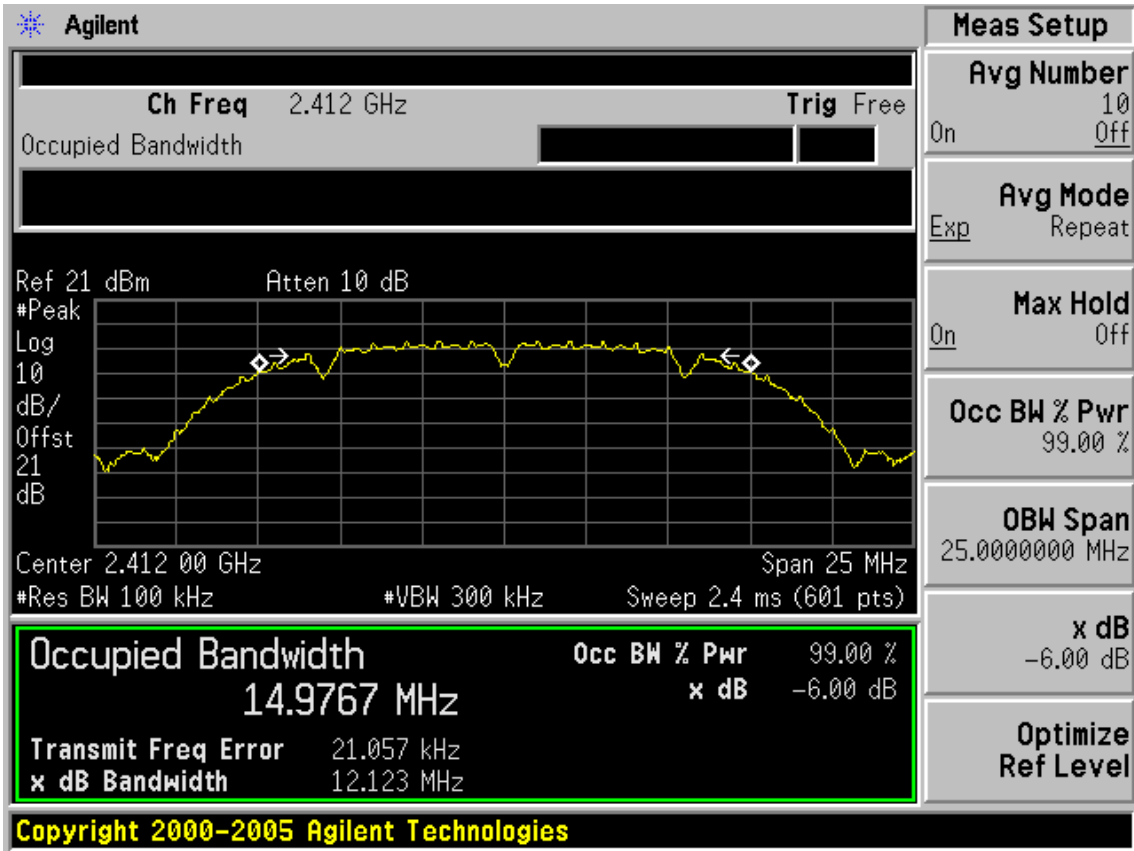 Agilent
Ch Freq 2.412 GHz Trig Free
Occupied Bandwidth
Ref 21 dBm Atten 10 dB
#Peak
Log
10
dB/
Offst
21
dB
Center 2.412 00 GHz Span 25 MHz
#Res BW 100 kHz #VBW 300 kHz Sweep 2.4 ms (601 pts)
Occupied Bandwidth Occ BW % Pwr 99.00 %
14.9767 MHz x dB -6.00 dB
Transmit Freq Error 21.057 kHz
x dB Bandwidth 12.123 MHz
Copyright 2000-2005 Agilent Technologies
Meas Setup
Avg Number
10
On Off
Avg Mode
Exp Repeat
Max Hold
On Off
Occ BW % Pwr
99.00 %
OBW Span
25.0000000 MHz
x dB
-6.00 dB
Optimize
Ref Level